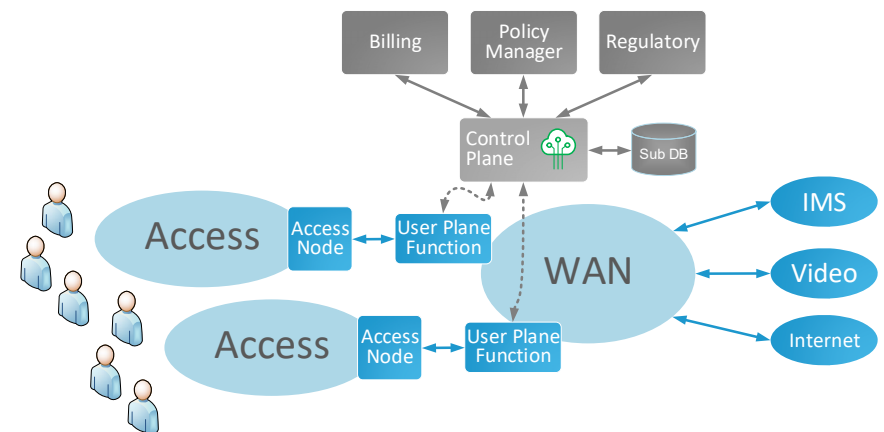 Billing
Policy
Manager
Regulatory
Control
Plane
Sub DB
Access
Access
Node
User Plane
Function
WAN
IMS
Video
Internet
Access
Access
Node
User Plane
Function